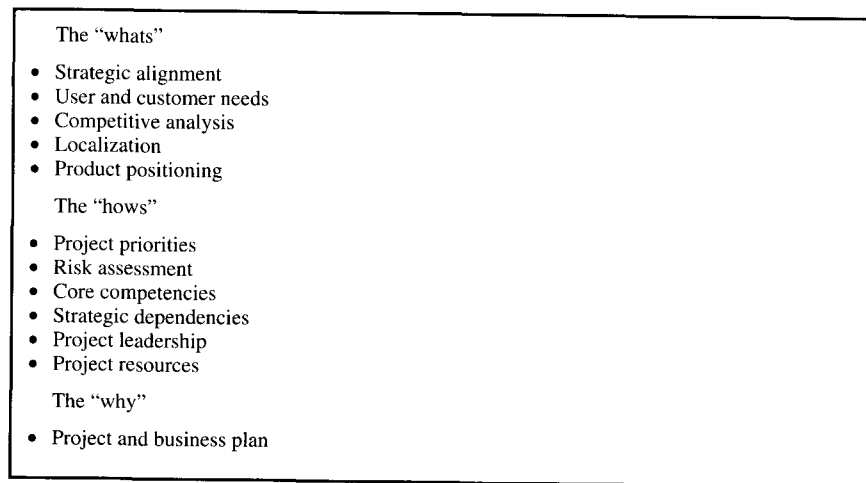 The “whats”
• Strategic alignment
• User and customer needs
• Competitive analysis
• Localization
• Product positioning
The “hows”
• Project priorities
• Risk assessment
• Core competencies
• Strategic dependencies
• Project leadership
• Project resources
The “why”
• Project and business plan